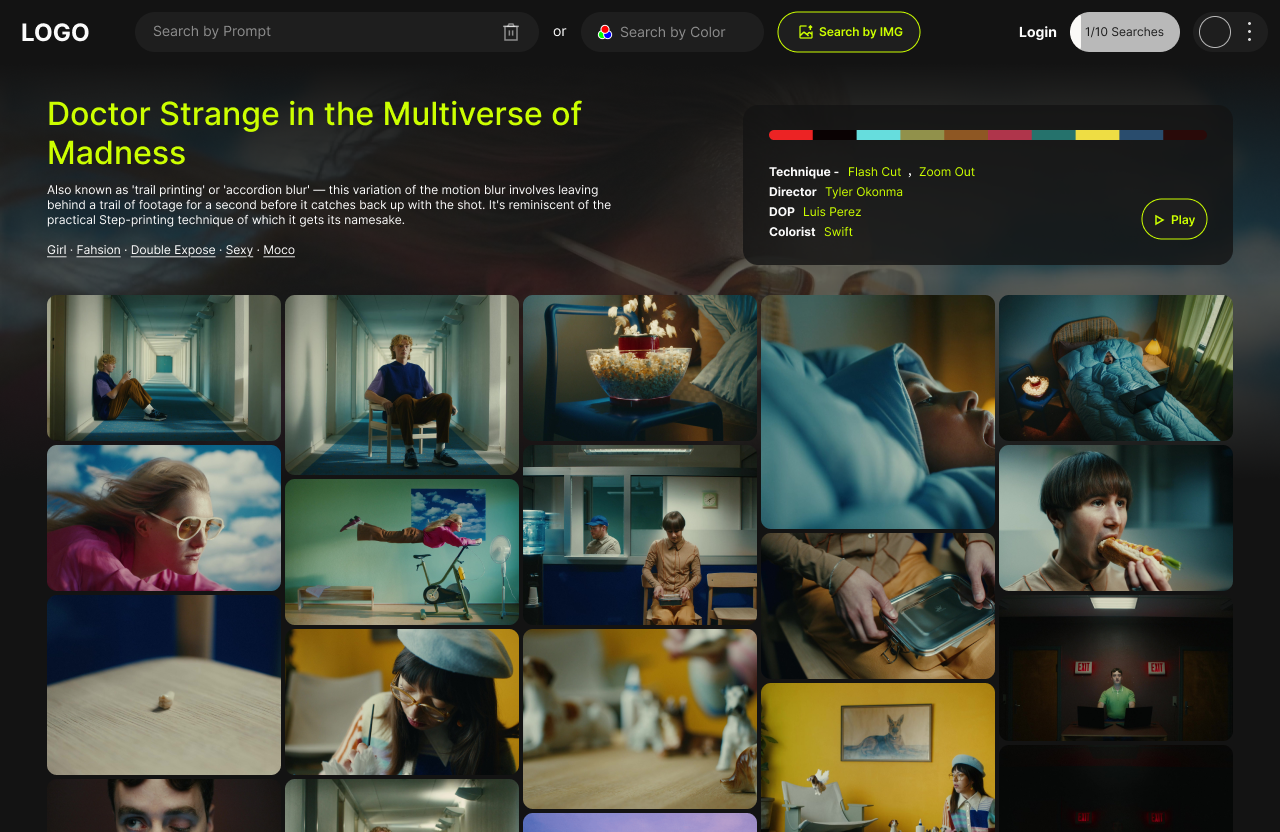 LOGO
Search by Prompt
or
Search by Color
Search by IMG
Login
1/10 Searches
Doctor Strange in the Multiverse of
Madness
Also known as 'trail printing' or 'accordion blur' — this variation of the motion blur involves leaving
behind a trail of footage for a second before it catches back up with the shot. It's reminiscent of the
practical Step-printing technique of which it gets its namesake.
Girl · Fahsion · Double Expose · Sexy · Moco
Technique - Flash Cut , Zoom Out
Director Tyler Okonma
DOP Luis Perez
Colorist Swift
Play
EXIT EXIT
EXIT EXIT